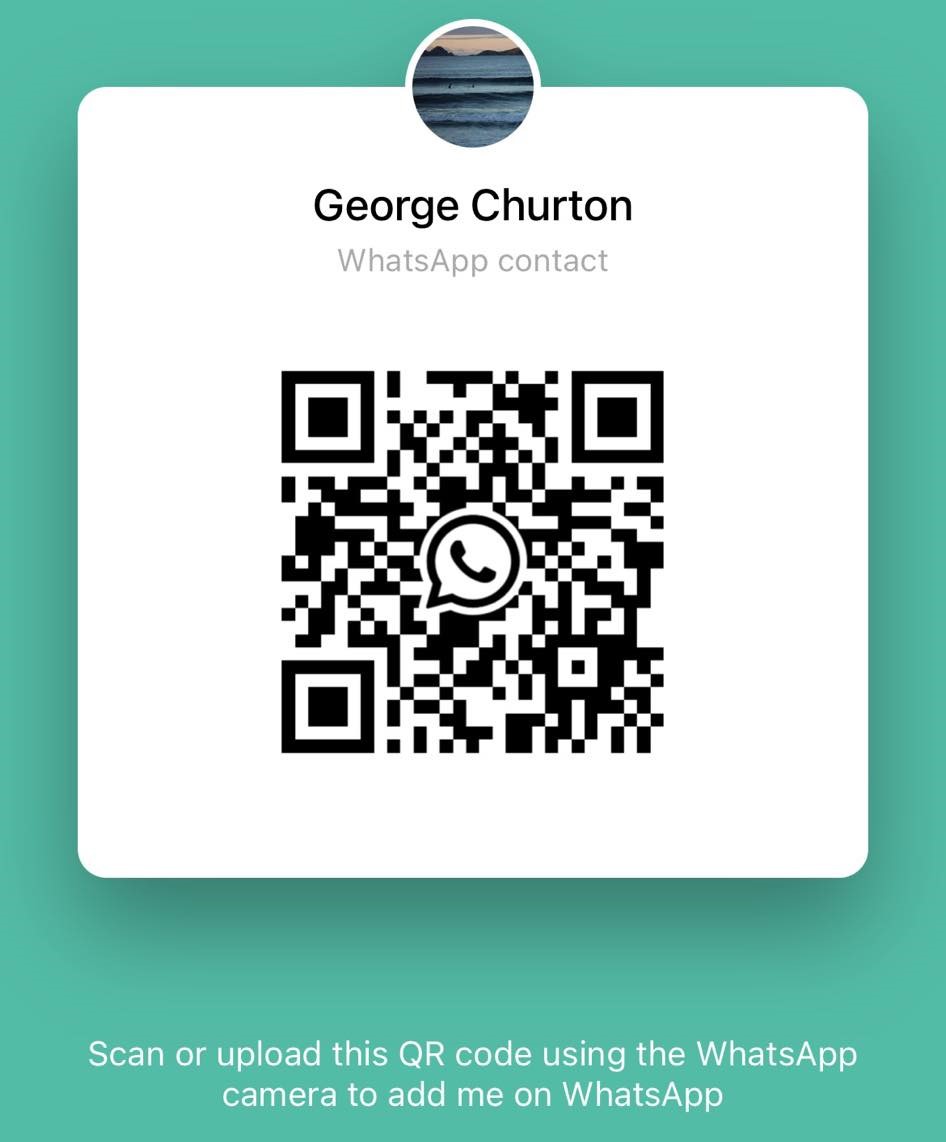 George Churton
WhatsApp contact
Scan or upload this QR code using the WhatsApp
camera to add me on WhatsApp